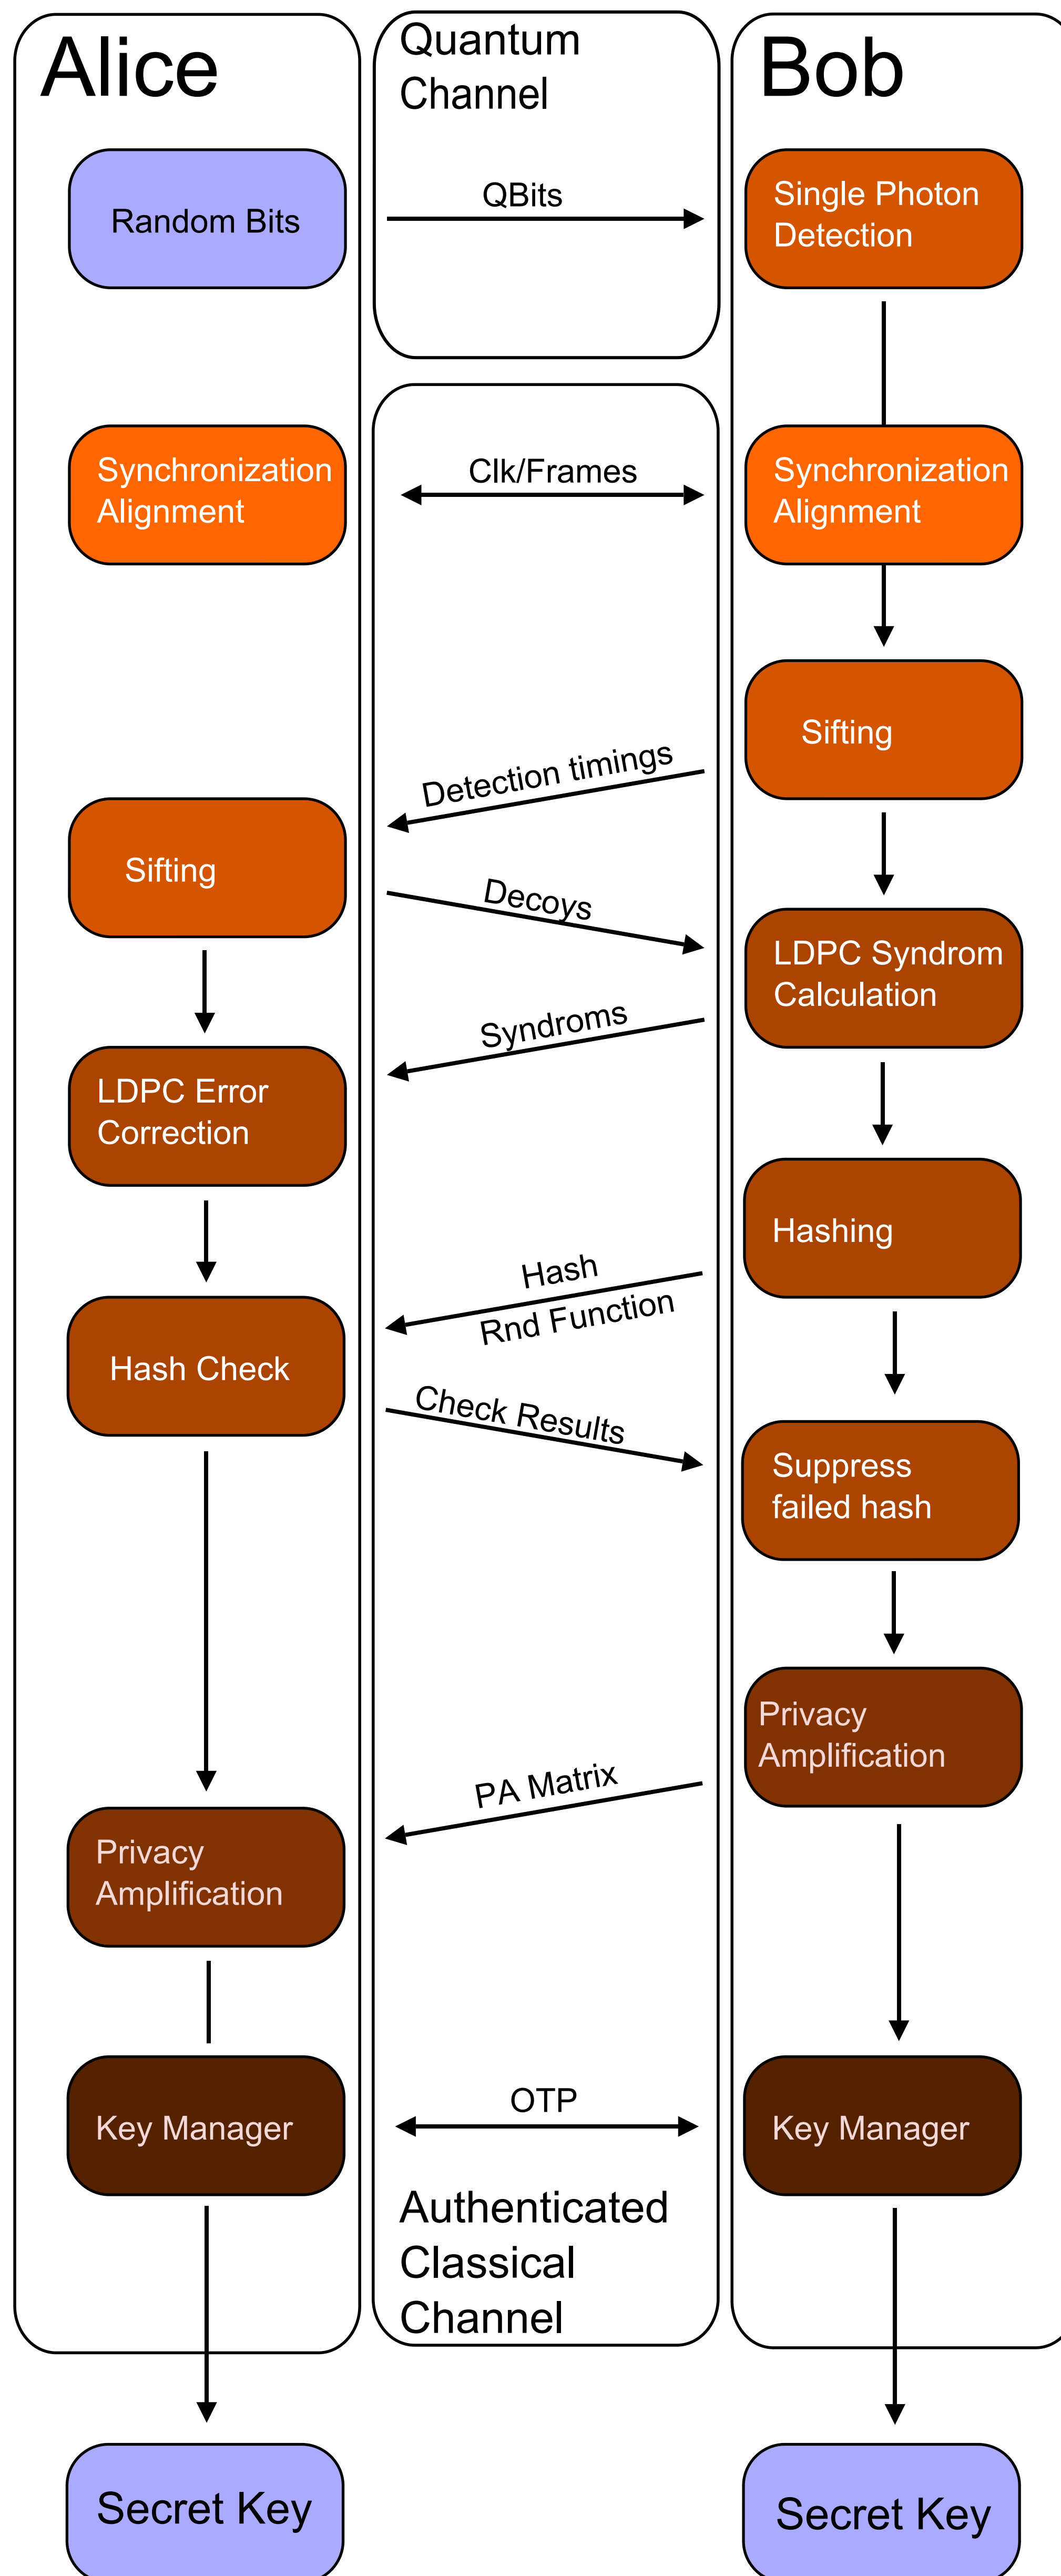 Alice
Quantum
Channel
Bob
Random Bits
QBits
Single Photon
Detection
Synchronization
Alignment
Clk/Frames
Synchronization
Alignment
Sifting
Detection timings
Sifting
Decoys
LDPC Syndrom
Calculation
Syndroms
LDPC Error
Correction
Hashing
Hash
Rnd Function
Hash Check
Check Results
Suppress
failed hash
Privacy
Amplification
PA Matrix
Privacy
Amplification
Key Manager
OTP
Key Manager
Authenticated
Classical
Channel
Secret Key
Secret Key